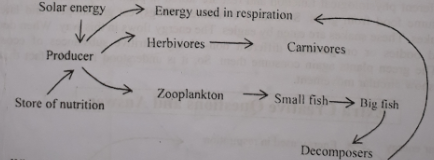 Solar energy
Energy used in respiration
Herbivores
Carnivores
Producer
Zooplankton
Small fish
Big fish
Store of nutrition
Decomposers